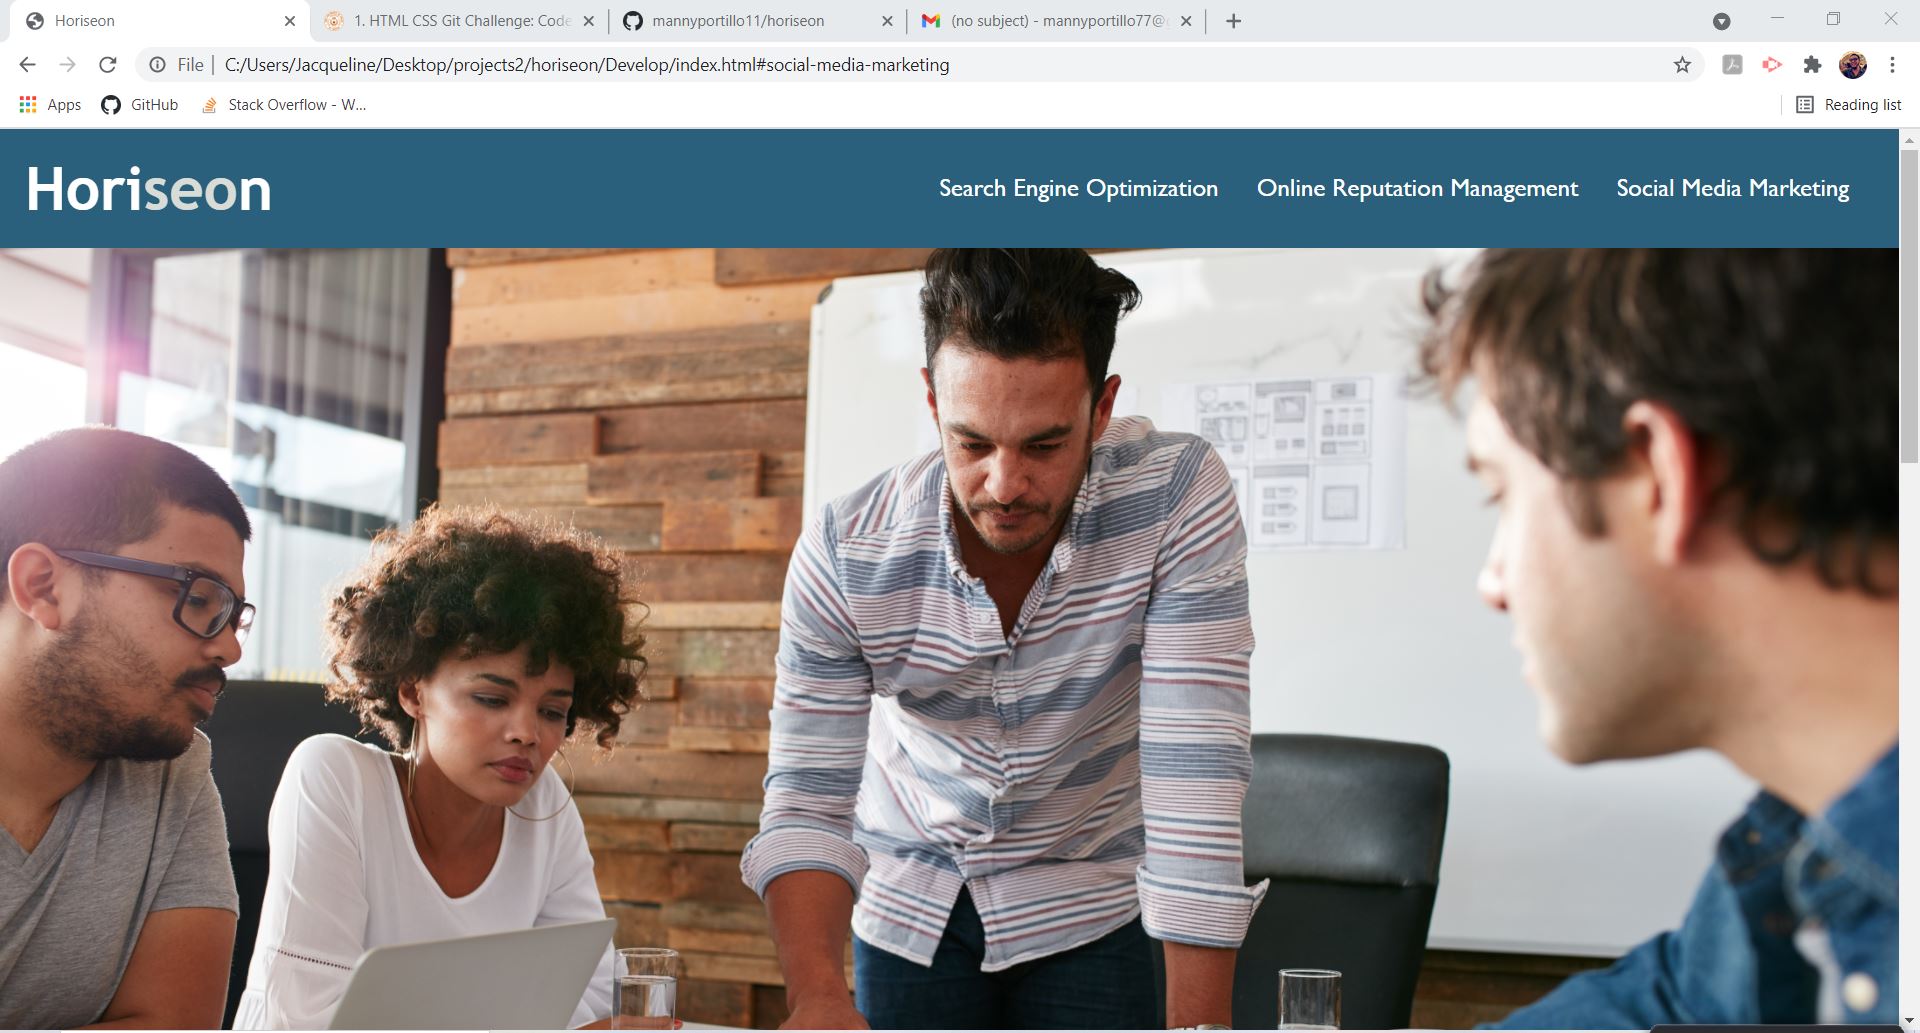 Horiseon
1. HTML CSS Git Challenge: Code
mannyportillo11/horiseon
(no subject) - mannyportillo77@g
File | C:/Users/Jacqueline/Desktop/projects2/horiseon/Develop/index.html#social-media-marketing
Apps GitHub Stack Overflow - W... Reading list
Horiseon Search Engine Optimization Online Reputation Management Social Media Marketing